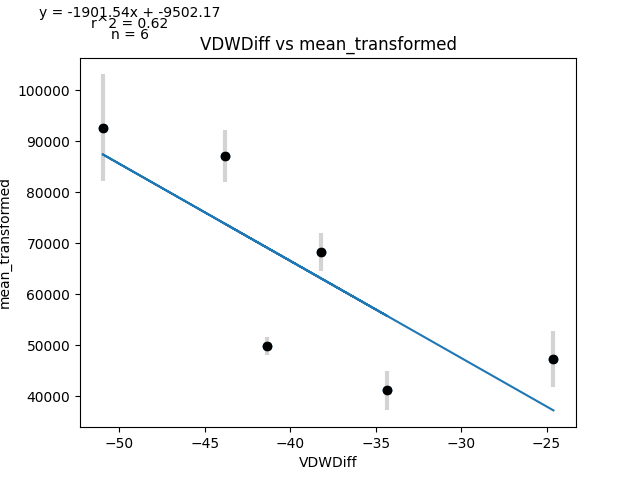 y = -1901.54x + -9502.17
r^2 = 0.62
n = 6
VDWDiff vs mean_transformed
100000
90000
80000
70000
60000
50000
40000
mean_transformed
−50
−45
−40
−35
−30
−25
VDWDiff